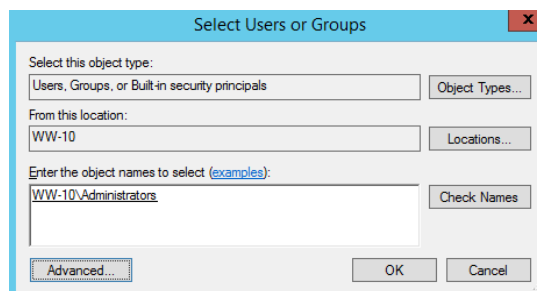 Select Users or Groups
x
Select this object type:
Users, Groups, or Built-in security principals
Object Types...
From this location:
WW-10
Locations...
Enter the object names to select (examples):
WW-10\Administrators
Check Names
Advanced...
OK
Cancel